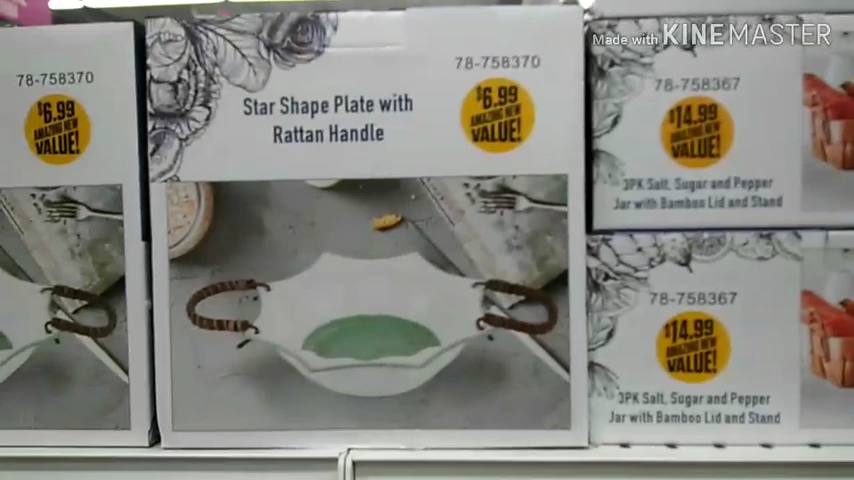 Made with KINEMASTER
78-758370
$6.99
AMAZING NEW
VALUE!
78-758370
$6.99
AMAZING NEW
VALUE!
Star Shape Plate with
Rattan Handle
78-758367
$14.99
AMAZING NEW
VALUE!
3PK Salt, Sugar and Pepper
Jar with Bamboo Lid and Stand
78-758367
$14.99
AMAZING NEW
VALUE!
3PK Salt, Sugar and Pepper
Jar with Bamboo Lid and Stand